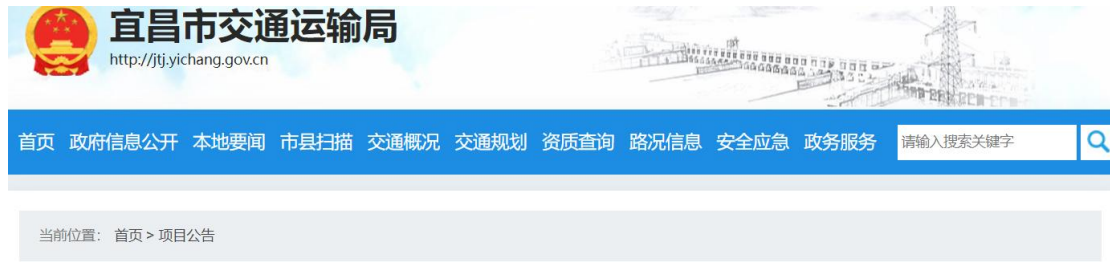 宜昌市交通运输局
http://jtj.yichang.gov.cn
首页 政府信息公开 本地要闻 市县扫描 交通概况 交通规划 资质查询 路况信息 安全应急 政务服务 请输入搜索关键字
当前位置： 首页 > 项目公告